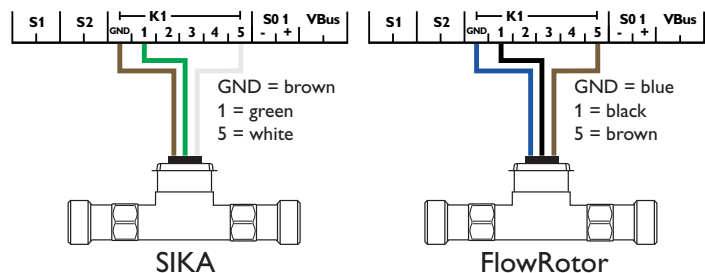 S1 S2 K1 S0 1 VBus
GND 1 2 3 4 5 - +
GND = brown
1 = green
5 = white
SIKA
S1 S2 K1 S0 1 VBus
GND 1 2 3 4 5 - +
GND = blue
1 = black
5 = brown
FlowRotor